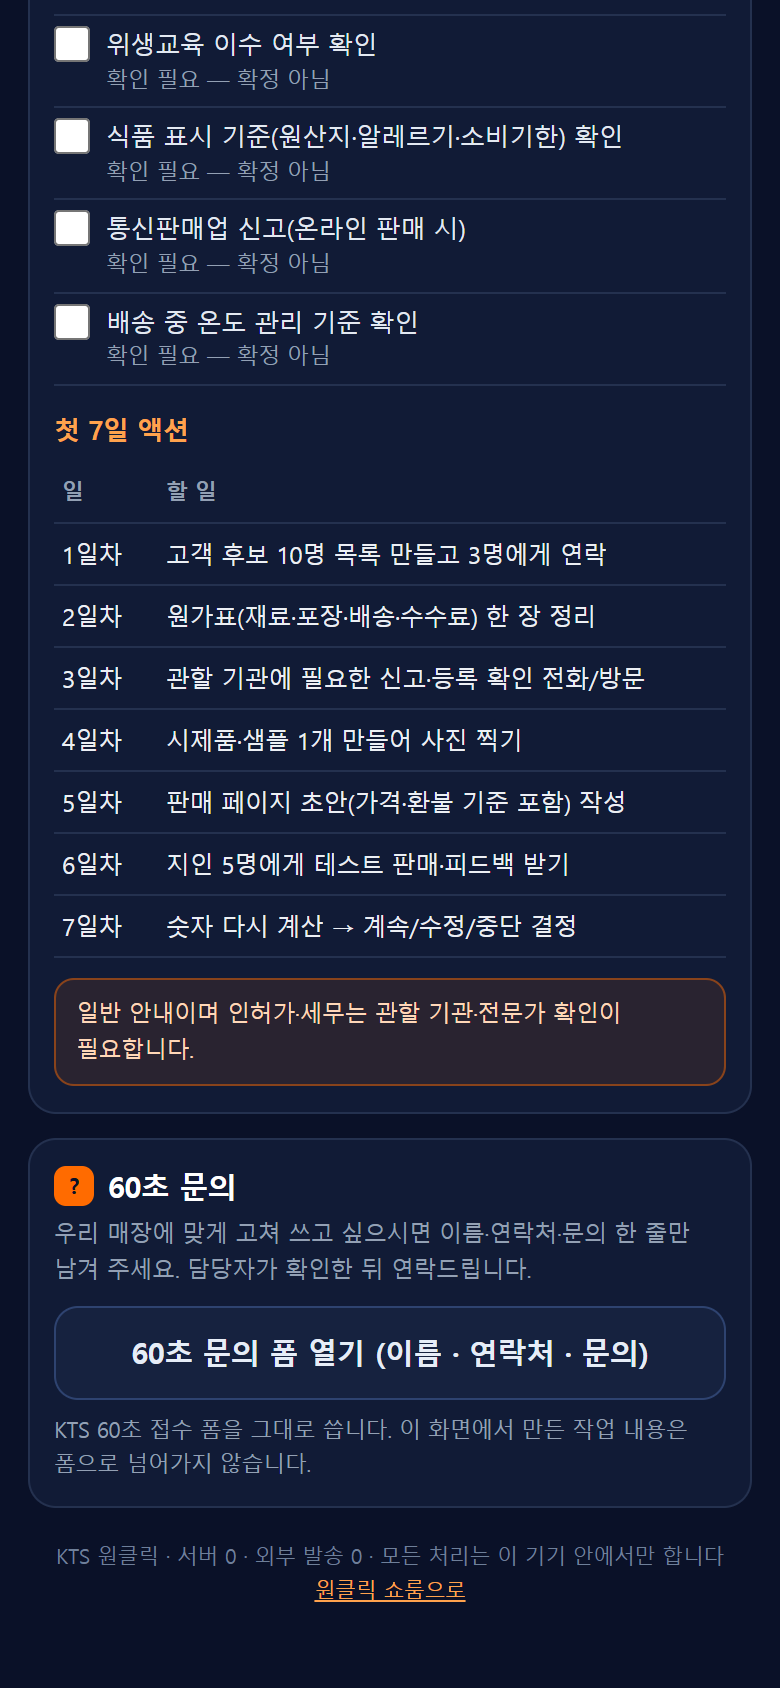 위생교육 이수 여부 확인
확인 필요 — 확정 아님
식품 표시 기준(원산지·알레르기·소비기한) 확인
확인 필요 — 확정 아님
통신판매업 신고(온라인 판매 시)
확인 필요 — 확정 아님
배송 중 온도 관리 기준 확인
확인 필요 — 확정 아님
첫 7일 액션
일 할 일
1일차 고객 후보 10명 목록 만들고 3명에게 연락
2일차 원가표(재료·포장·배송·수수료) 한 장 정리
3일차 관할 기관에 필요한 신고·등록 확인 전화/방문
4일차 시제품·샘플 1개 만들어 사진 찍기
5일차 판매 페이지 초안(가격·환불 기준 포함) 작성
6일차 지인 5명에게 테스트 판매·피드백 받기
7일차 숫자 다시 계산 → 계속/수정/중단 결정
일반 안내이며 인허가·세무는 관할 기관·전문가 확인이
필요합니다.
? 60초 문의
우리 매장에 맞게 고쳐 쓰고 싶으시면 이름·연락처·문의 한 줄만
남겨 주세요. 담당자가 확인한 뒤 연락드립니다.
60초 문의 폼 열기 (이름 · 연락처 · 문의)
KTS 60초 접수 폼을 그대로 씁니다. 이 화면에서 만든 작업 내용은
폼으로 넘어가지 않습니다.
KTS 원클릭 · 서버 0 · 외부 발송 0 · 모든 처리는 이 기기 안에서만 합니다
원클릭 쇼룸으로